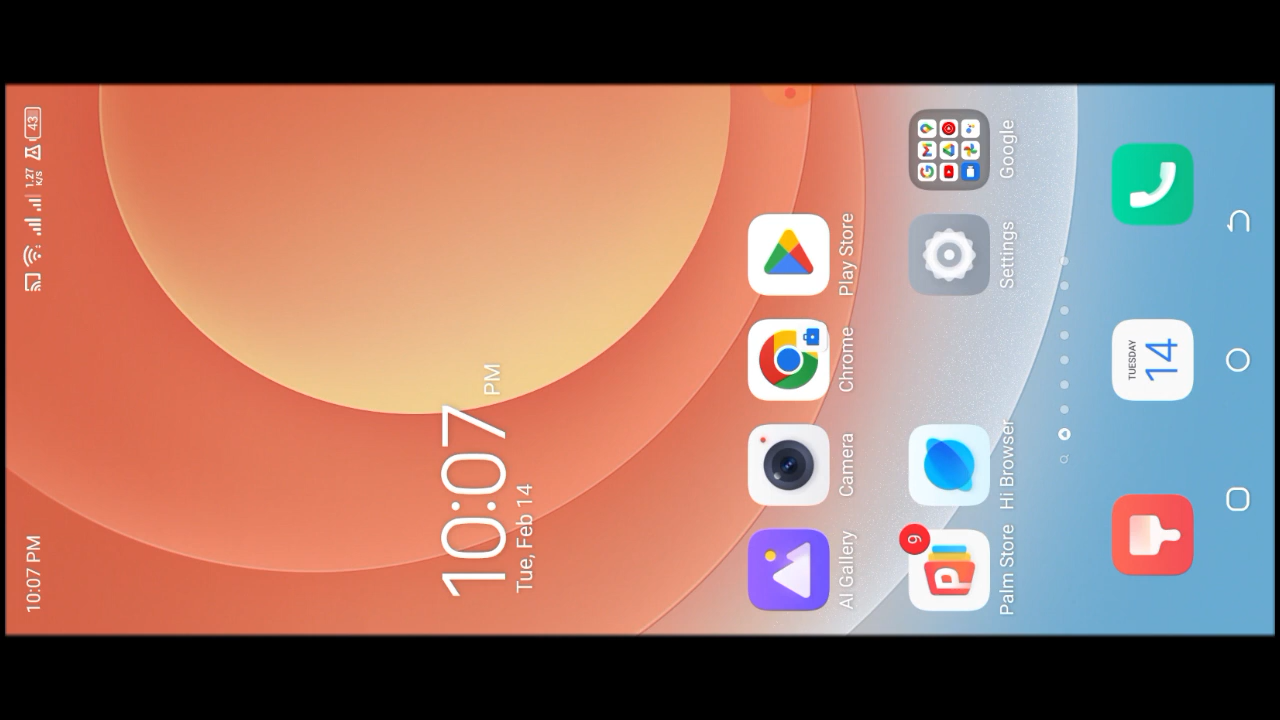 10:07 PM
1.27
K/s
43
10:07 PM
Tue, Feb 14
AI Gallery
Camera
Chrome
Play Store
9
Palm Store
Hi Browser
Settings
Google
TUESDAY
14